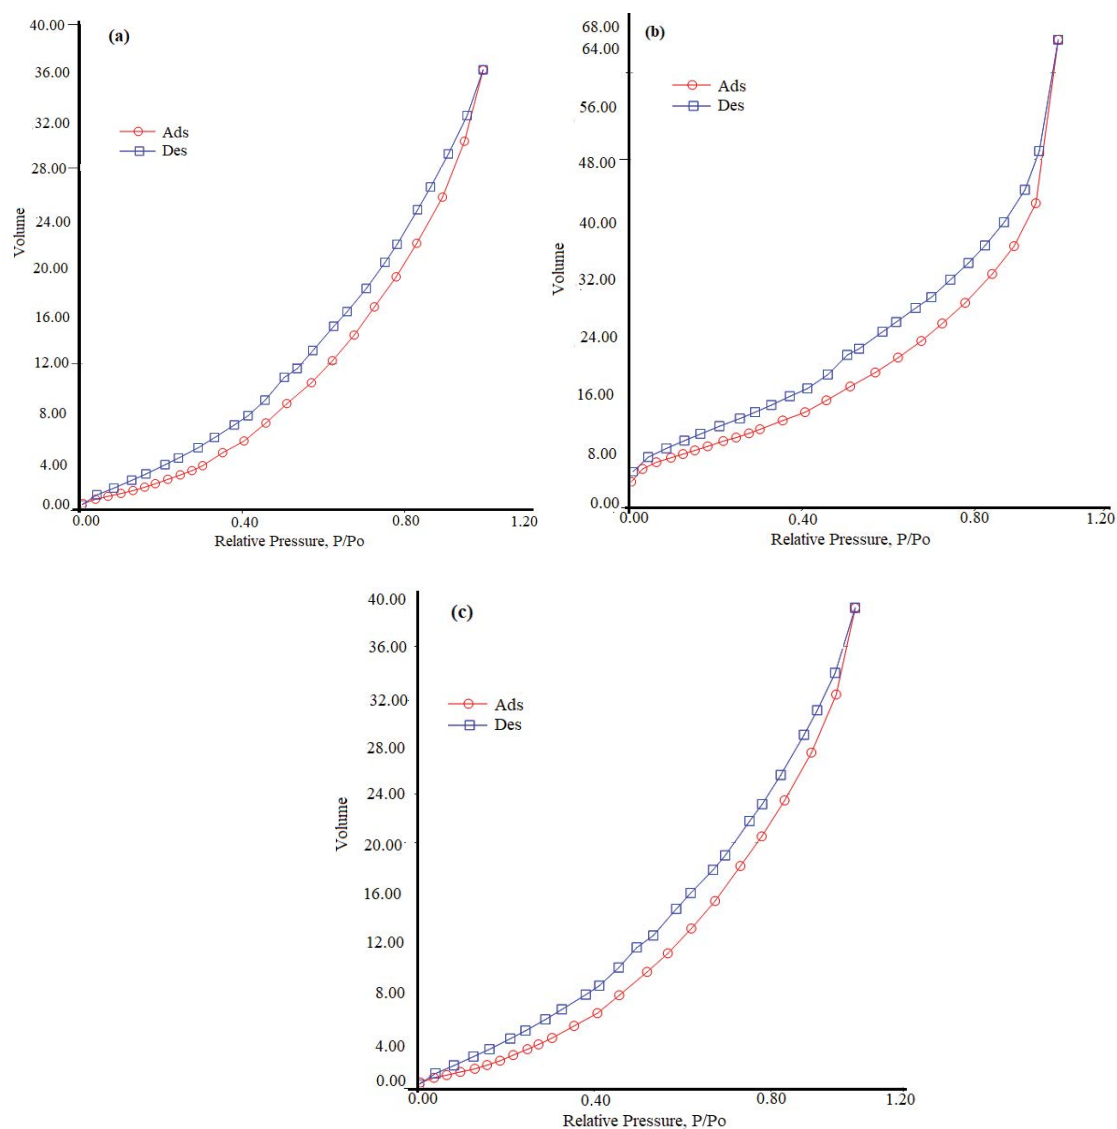 (a)
40.00
36.00
32.00
28.00
24.00
20.00
16.00
12.00
8.00
4.00
0.00
Volume
Ads
Des
0.00 0.40 0.80 1.20
Relative Pressure, P/Po
(b)
68.00
64.00
56.00
48.00
40.00
32.00
24.00
16.00
8.00
0.00
Volume
Ads
Des
0.00 0.40 0.80 1.20
Relative Pressure, P/Po
(c)
40.00
36.00
32.00
28.00
24.00
20.00
16.00
12.00
8.00
4.00
0.00
Volume
Ads
Des
0.00 0.40 0.80 1.20
Relative Pressure, P/Po